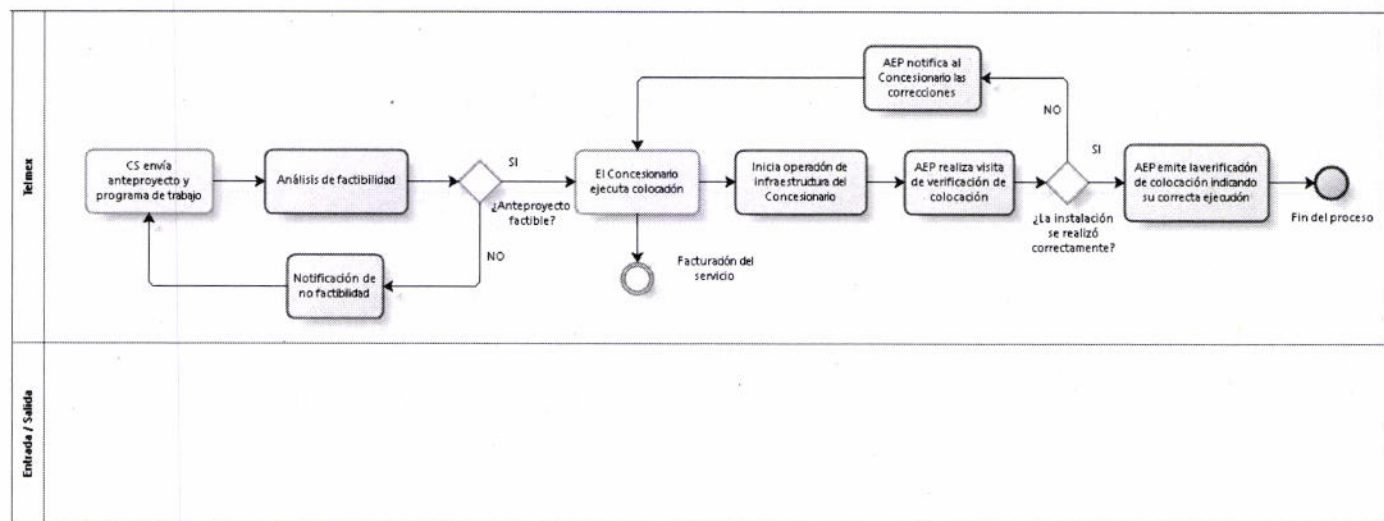 Telmex
AEP notifica al
Concesionario las
correcciones
NO
CS envía
anteproyecto y
programa de trabajo
Análisis de factibilidad
SI
¿Anteproyecto
factible?
NO
Notificación de
no factibilidad
El Concesionario
ejecuta colocación
Facturación del
servicio
Inicia operación de
infraestructura del
Concesionario
AEP realiza visita
de verificación de
colocación
SI
¿La instalación
se realizó
correctamente?
AEP emite laverificación
de colocación indicando
su correcta ejecución
Fin del proceso
Entrada / Salida